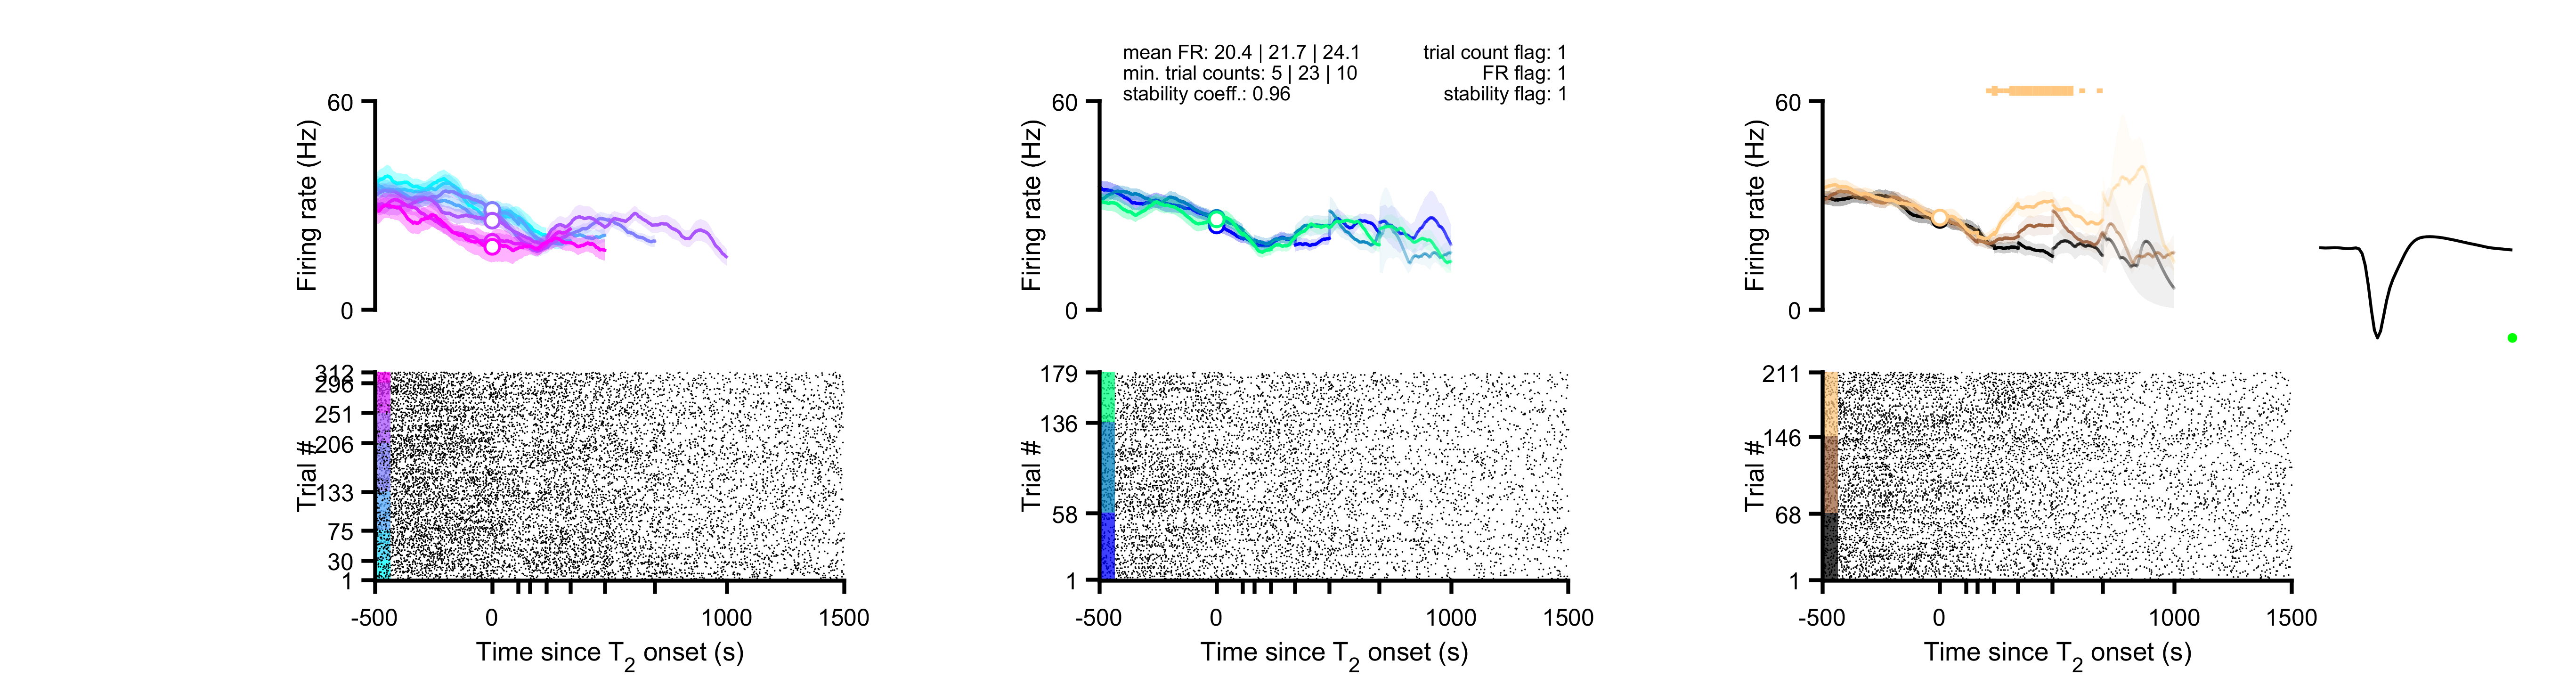 mean FR: 20.4 | 21.7 | 24.1
min. trial counts: 5 | 23 | 10
stability coeff.: 0.96
trial count flag: 1
FR flag: 1
stability flag: 1
Firing rate (Hz)
60
0
Firing rate (Hz)
60
0
Firing rate (Hz)
60
0
Trial #
312
296
251
206
133
75
30
1
-500
0
1000
1500
Time since T2 onset (s)
Trial #
179
136
58
1
-500
0
1000
1500
Time since T2 onset (s)
Trial #
211
146
68
1
-500
0
1000
1500
Time since T2 onset (s)